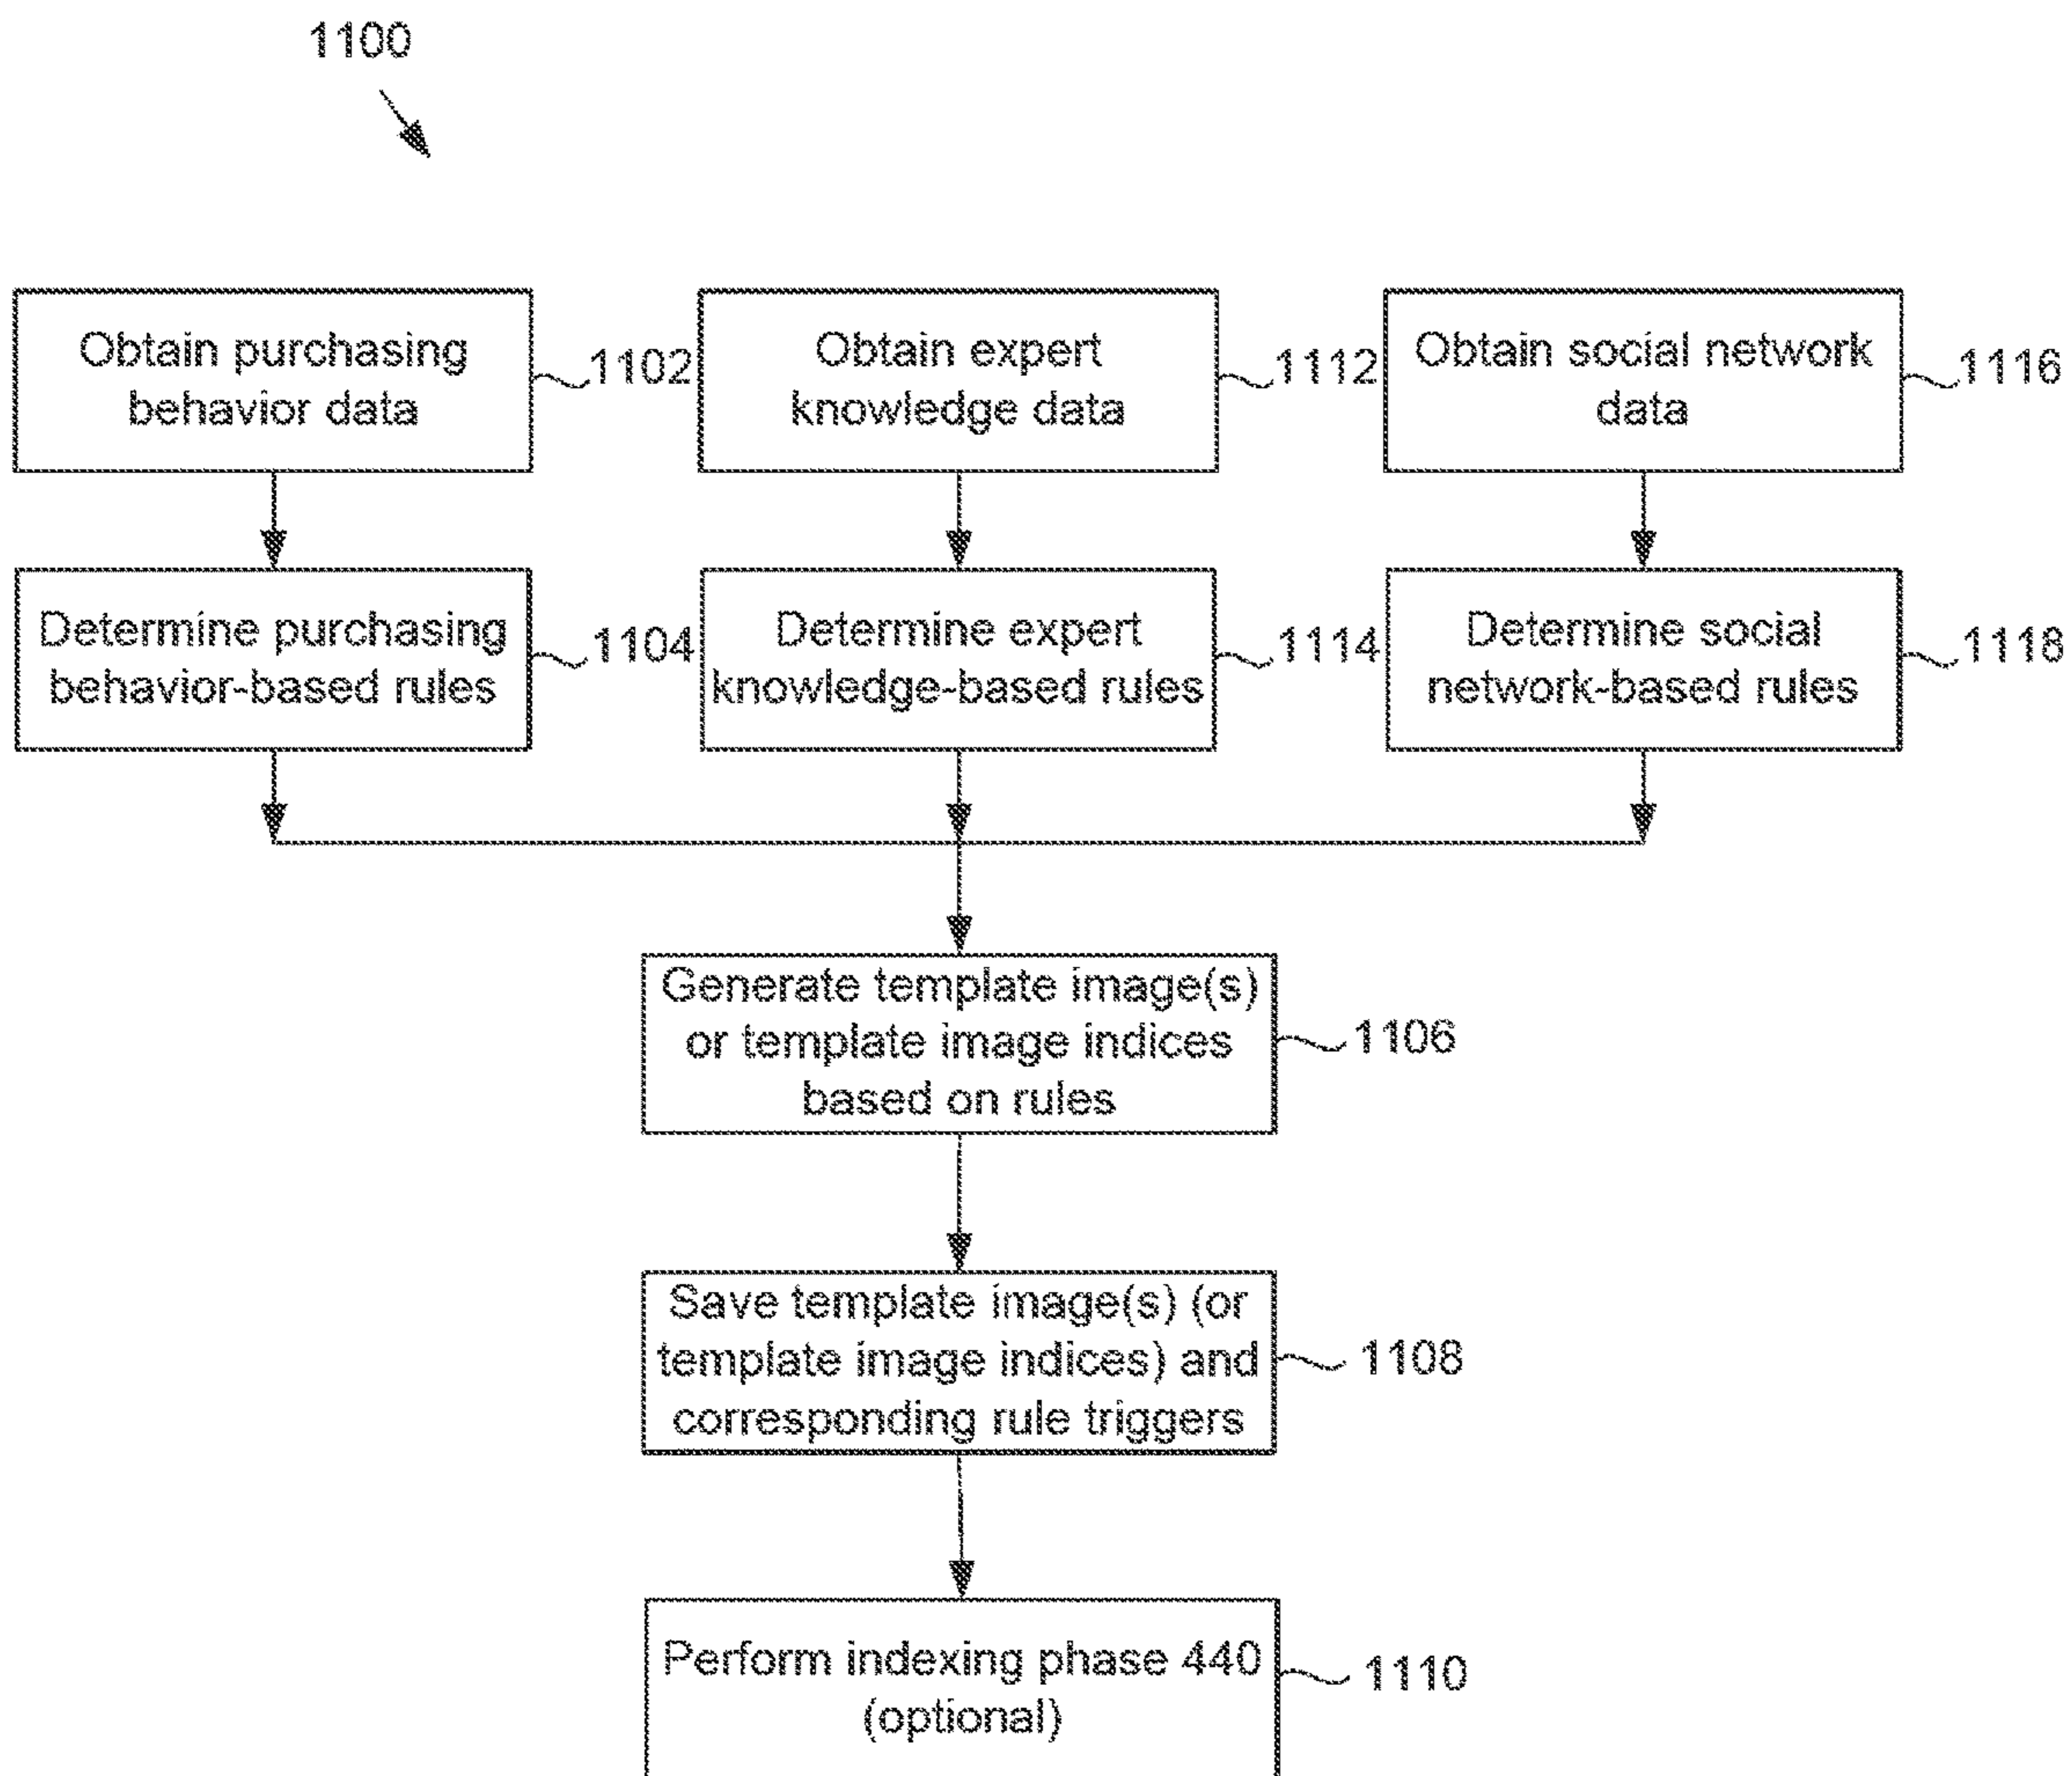 1100
Obtain purchasing
behavior data
1102
Obtain expert
knowledge data
1112
Obtain social network
data
1116
Determine purchasing
behavior-based rules
1104
Determine expert
knowledge-based rules
1114
Determine social
network-based rules
1118
Generate template image(s)
or template image indices
based on rules
1106
Save template image(s) (or
template image indices) and
corresponding rule triggers
1108
Perform indexing phase 440
(optional)
1110